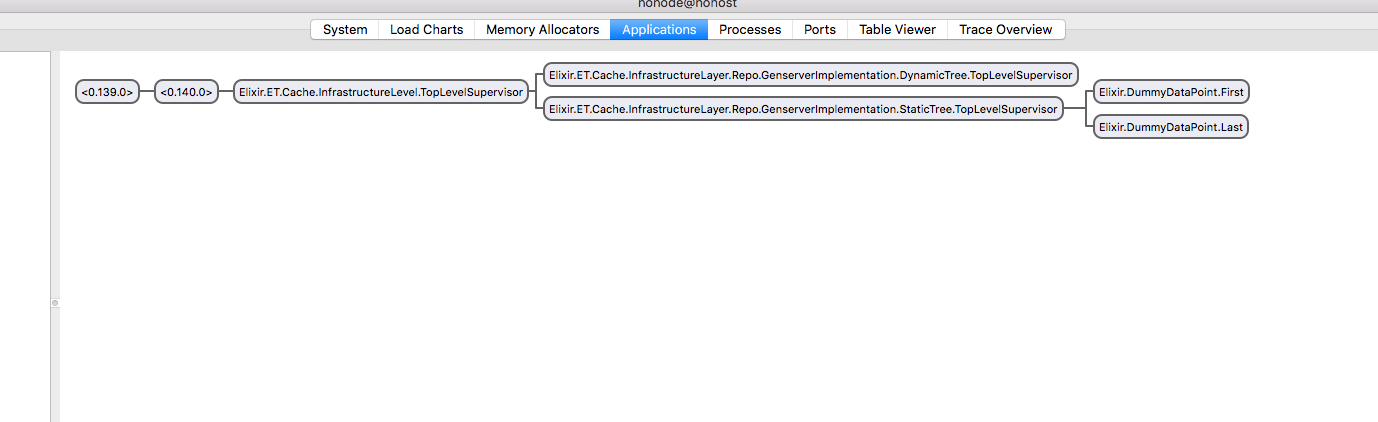 nonode@nohost
System Load Charts Memory Allocators Applications Processes Ports Table Viewer Trace Overview
Elixir.ET.Cache.InfrastructureLayer.Repo.GenserverImplementation.DynamicTree.TopLevelSupervisor
<0.139.0> <0.140.0> Elixir.ET.Cache.InfrastructureLevel.TopLevelSupervisor Elixir.DummyDataPoint.First
Elixir.ET.Cache.InfrastructureLayer.Repo.GenserverImplementation.StaticTree.TopLevelSupervisor
Elixir.DummyDataPoint.Last